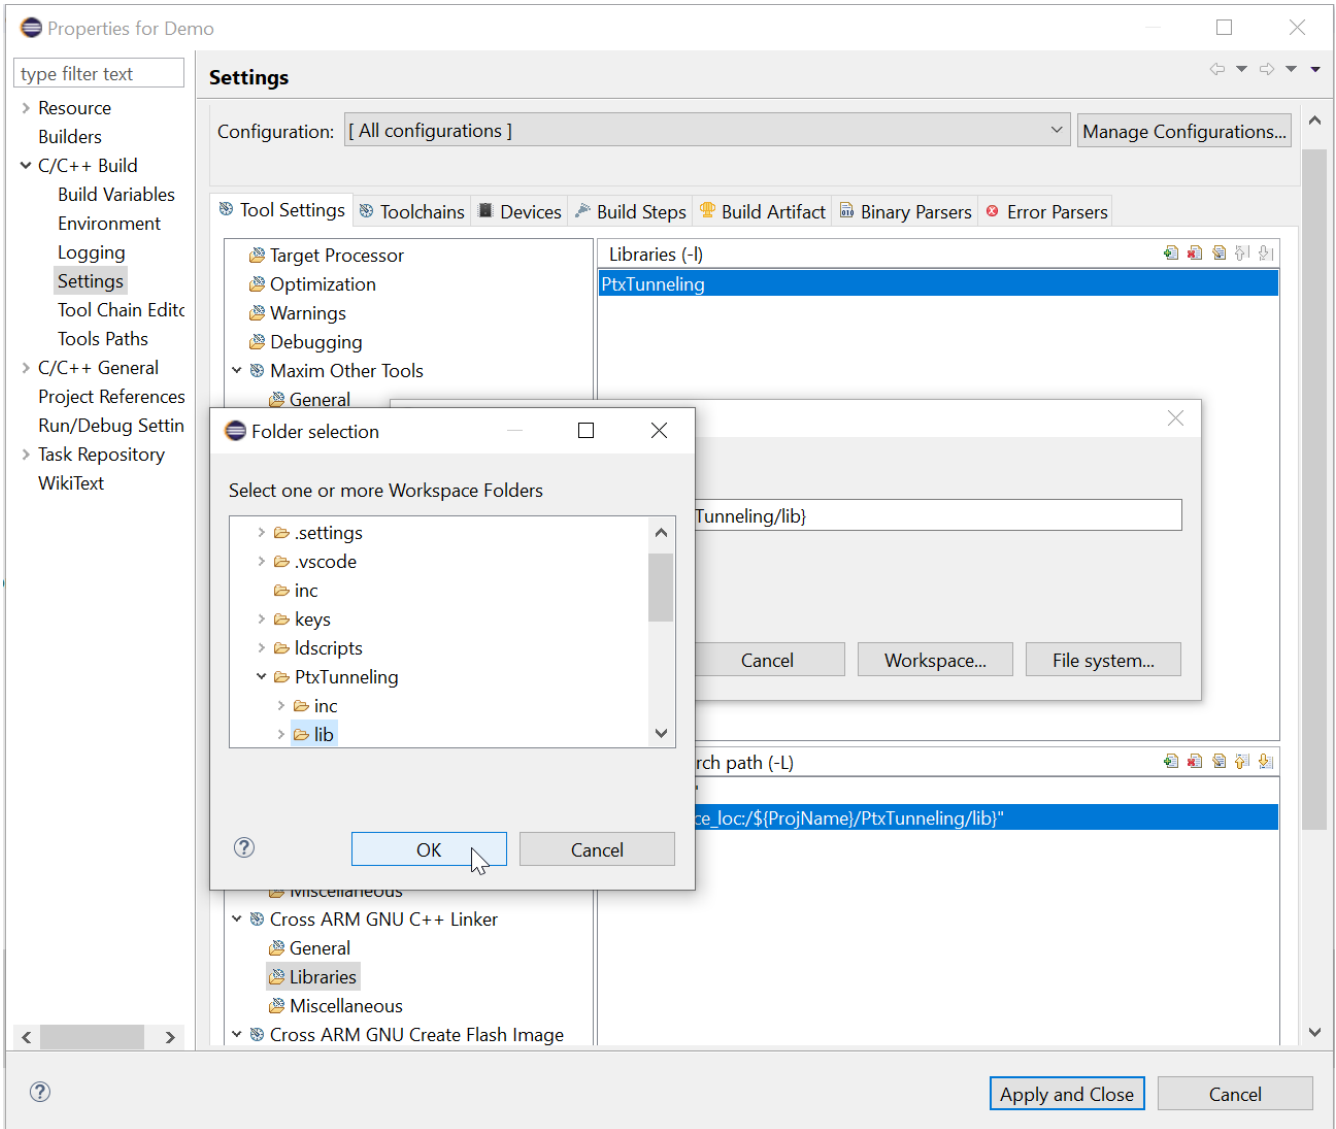 Properties for Demo
type filter text
Resource
Builders
C/C++ Build
Build Variables
Environment
Logging
Settings
Tool Chain Editc
Tools Paths
C/C++ General
Project References
Run/Debug Settin
Task Repository
WikiText
Settings
Configuration: [ All configurations ] Manage Configurations...
Tool Settings Toolchains Devices Build Steps Build Artifact Binary Parsers Error Parsers
Target Processor
Optimization
Warnings
Debugging
Maxim Other Tools
General
Libraries (-l)
PtxTunneling
Folder selection
Select one or more Workspace Folders
.settings
.vscode
inc
keys
ldscripts
PtxTunneling
inc
lib
OK Cancel
Tunneling/lib}
Cancel Workspace... File system...
rch path (-L)
ce_loc:/${ProjName}/PtxTunneling/lib}"
Miscellaneous
Cross ARM GNU C++ Linker
General
Libraries
Miscellaneous
Cross ARM GNU Create Flash Image
Apply and Close Cancel